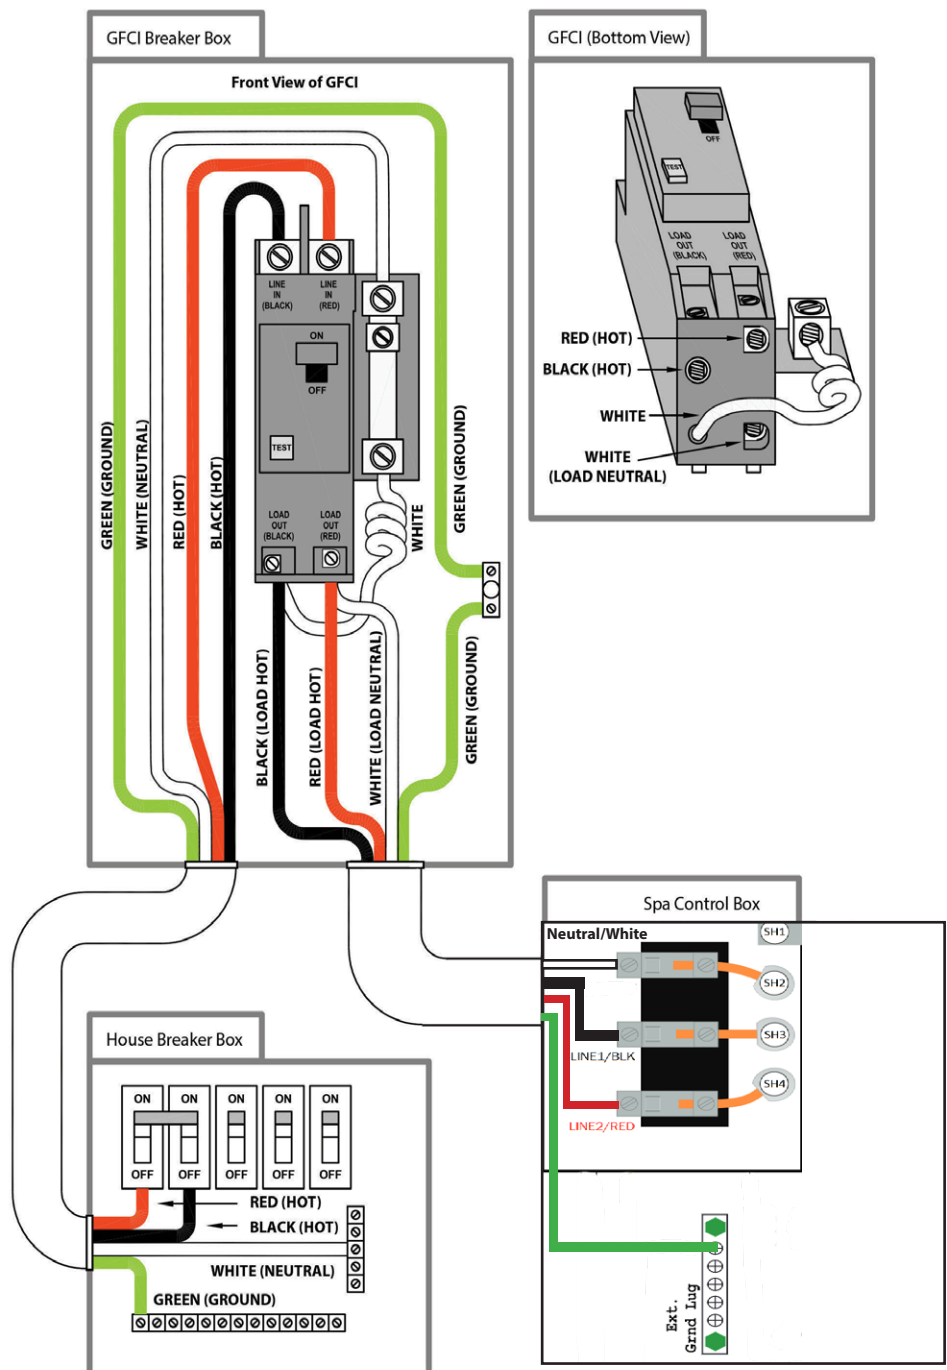 GFCI Breaker Box
Front View of GFCI
GREEN (GROUND)
WHITE (NEUTRAL)
RED (HOT)
BLACK (HOT)
LINE
IN
(BLACK)
LINE
IN
(RED)
ON
OFF
TEST
LOAD
OUT
(BLACK)
LOAD
OUT
(RED)
WHITE
GREEN (GROUND)
BLACK (LOAD HOT)
RED (LOAD HOT)
WHITE (LOAD NEUTRAL)
GREEN (GROUND)
GFCI (Bottom View)
OFF
TEST
LOAD
OUT
(BLACK)
LOAD
OUT
(RED)
RED (HOT)
BLACK (HOT)
WHITE
WHITE
(LOAD NEUTRAL)
House Breaker Box
ON
ON
ON
ON
ON
OFF
OFF
OFF
OFF
OFF
RED (HOT)
BLACK (HOT)
WHITE (NEUTRAL)
GREEN (GROUND)
Spa Control Box
Neutral/White
SH1
SH2
SH3
LINE1/BLK
SH4
LINE2/RED
Ext.
Grnd Lug